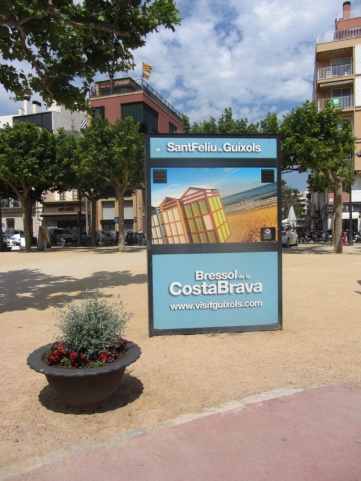 SantFeliu de Guíxols
Bressol de la
CostaBrava
www.visitguixols.com